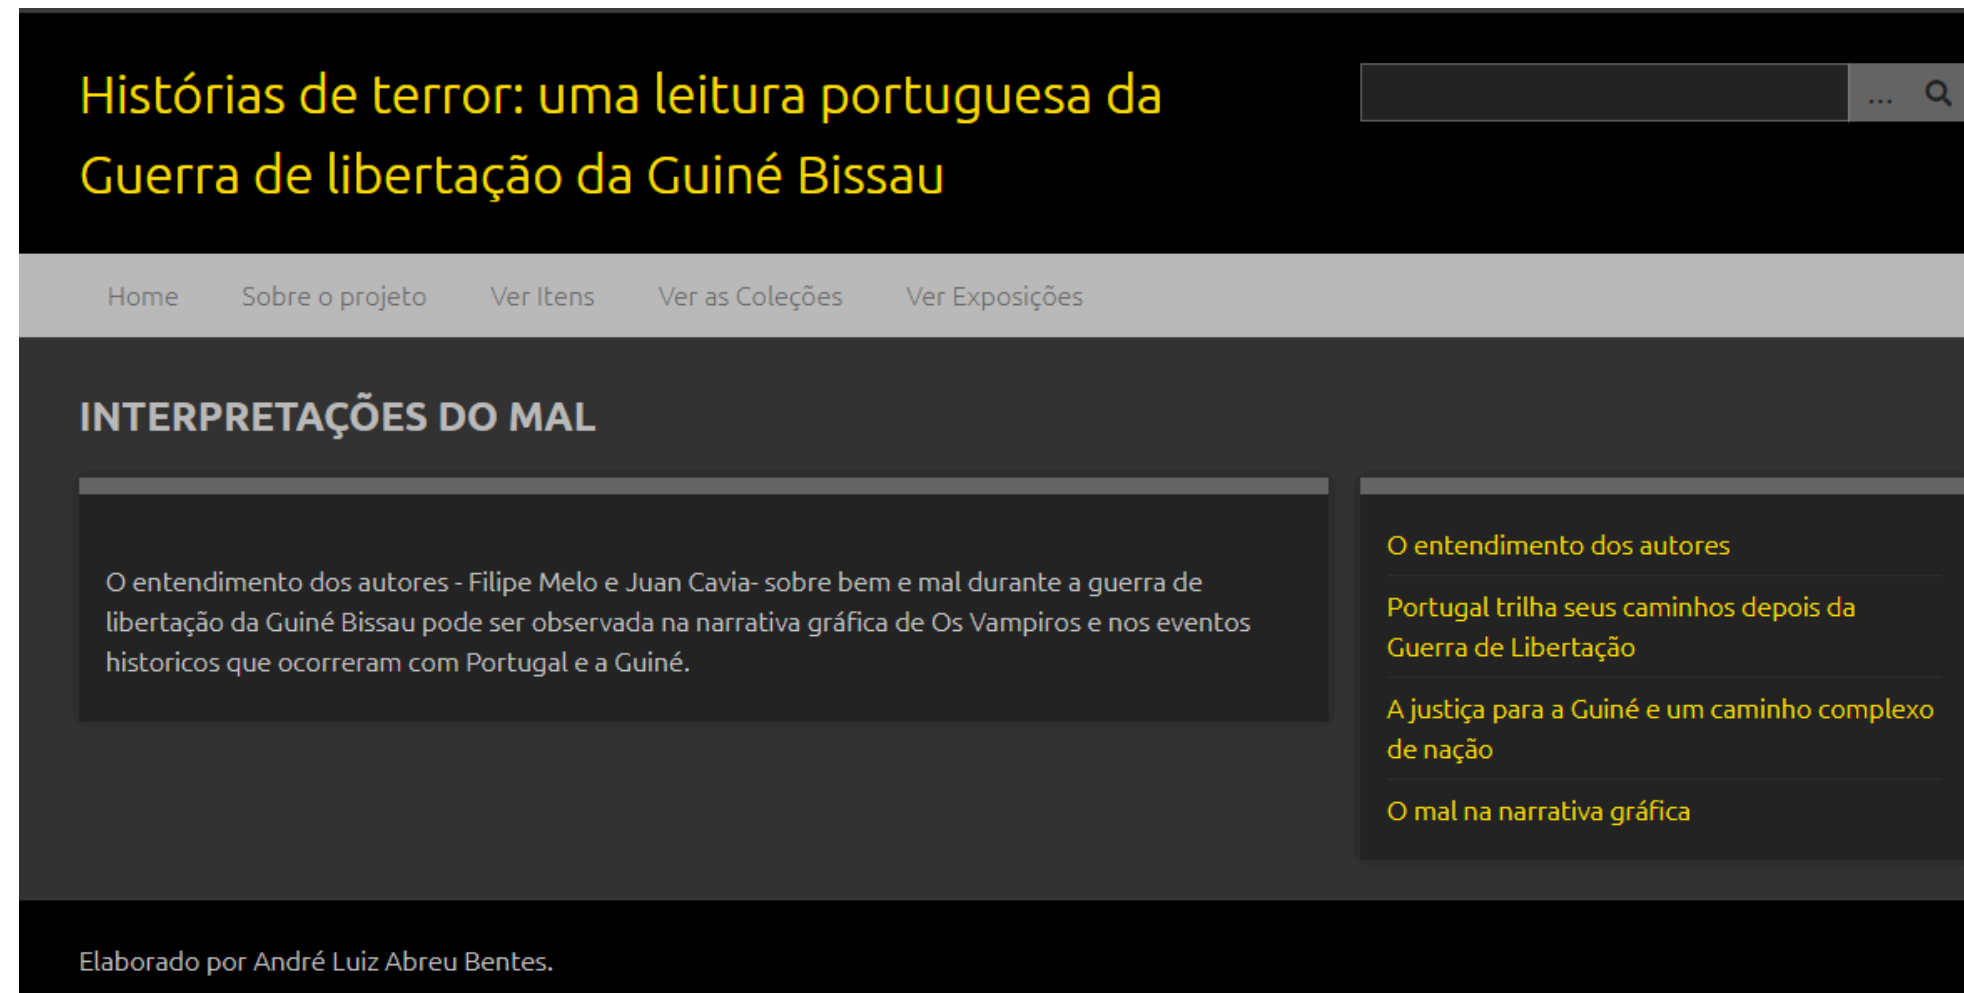 Histórias de terror: uma leitura portuguesa da
Guerra de libertação da Guiné Bissau
...
Home Sobre o projeto Ver Itens Ver as Coleções Ver Exposições
INTERPRETAÇÕES DO MAL
O entendimento dos autores - Filipe Melo e Juan Cavia- sobre bem e mal durante a guerra de
libertação da Guiné Bissau pode ser observada na narrativa gráfica de Os Vampiros e nos eventos
historicos que ocorreram com Portugal e a Guiné.
O entendimento dos autores
Portugal trilha seus caminhos depois da
Guerra de Libertação
A justiça para a Guiné e um caminho complexo
de nação
O mal na narrativa gráfica
Elaborado por André Luiz Abreu Bentes.